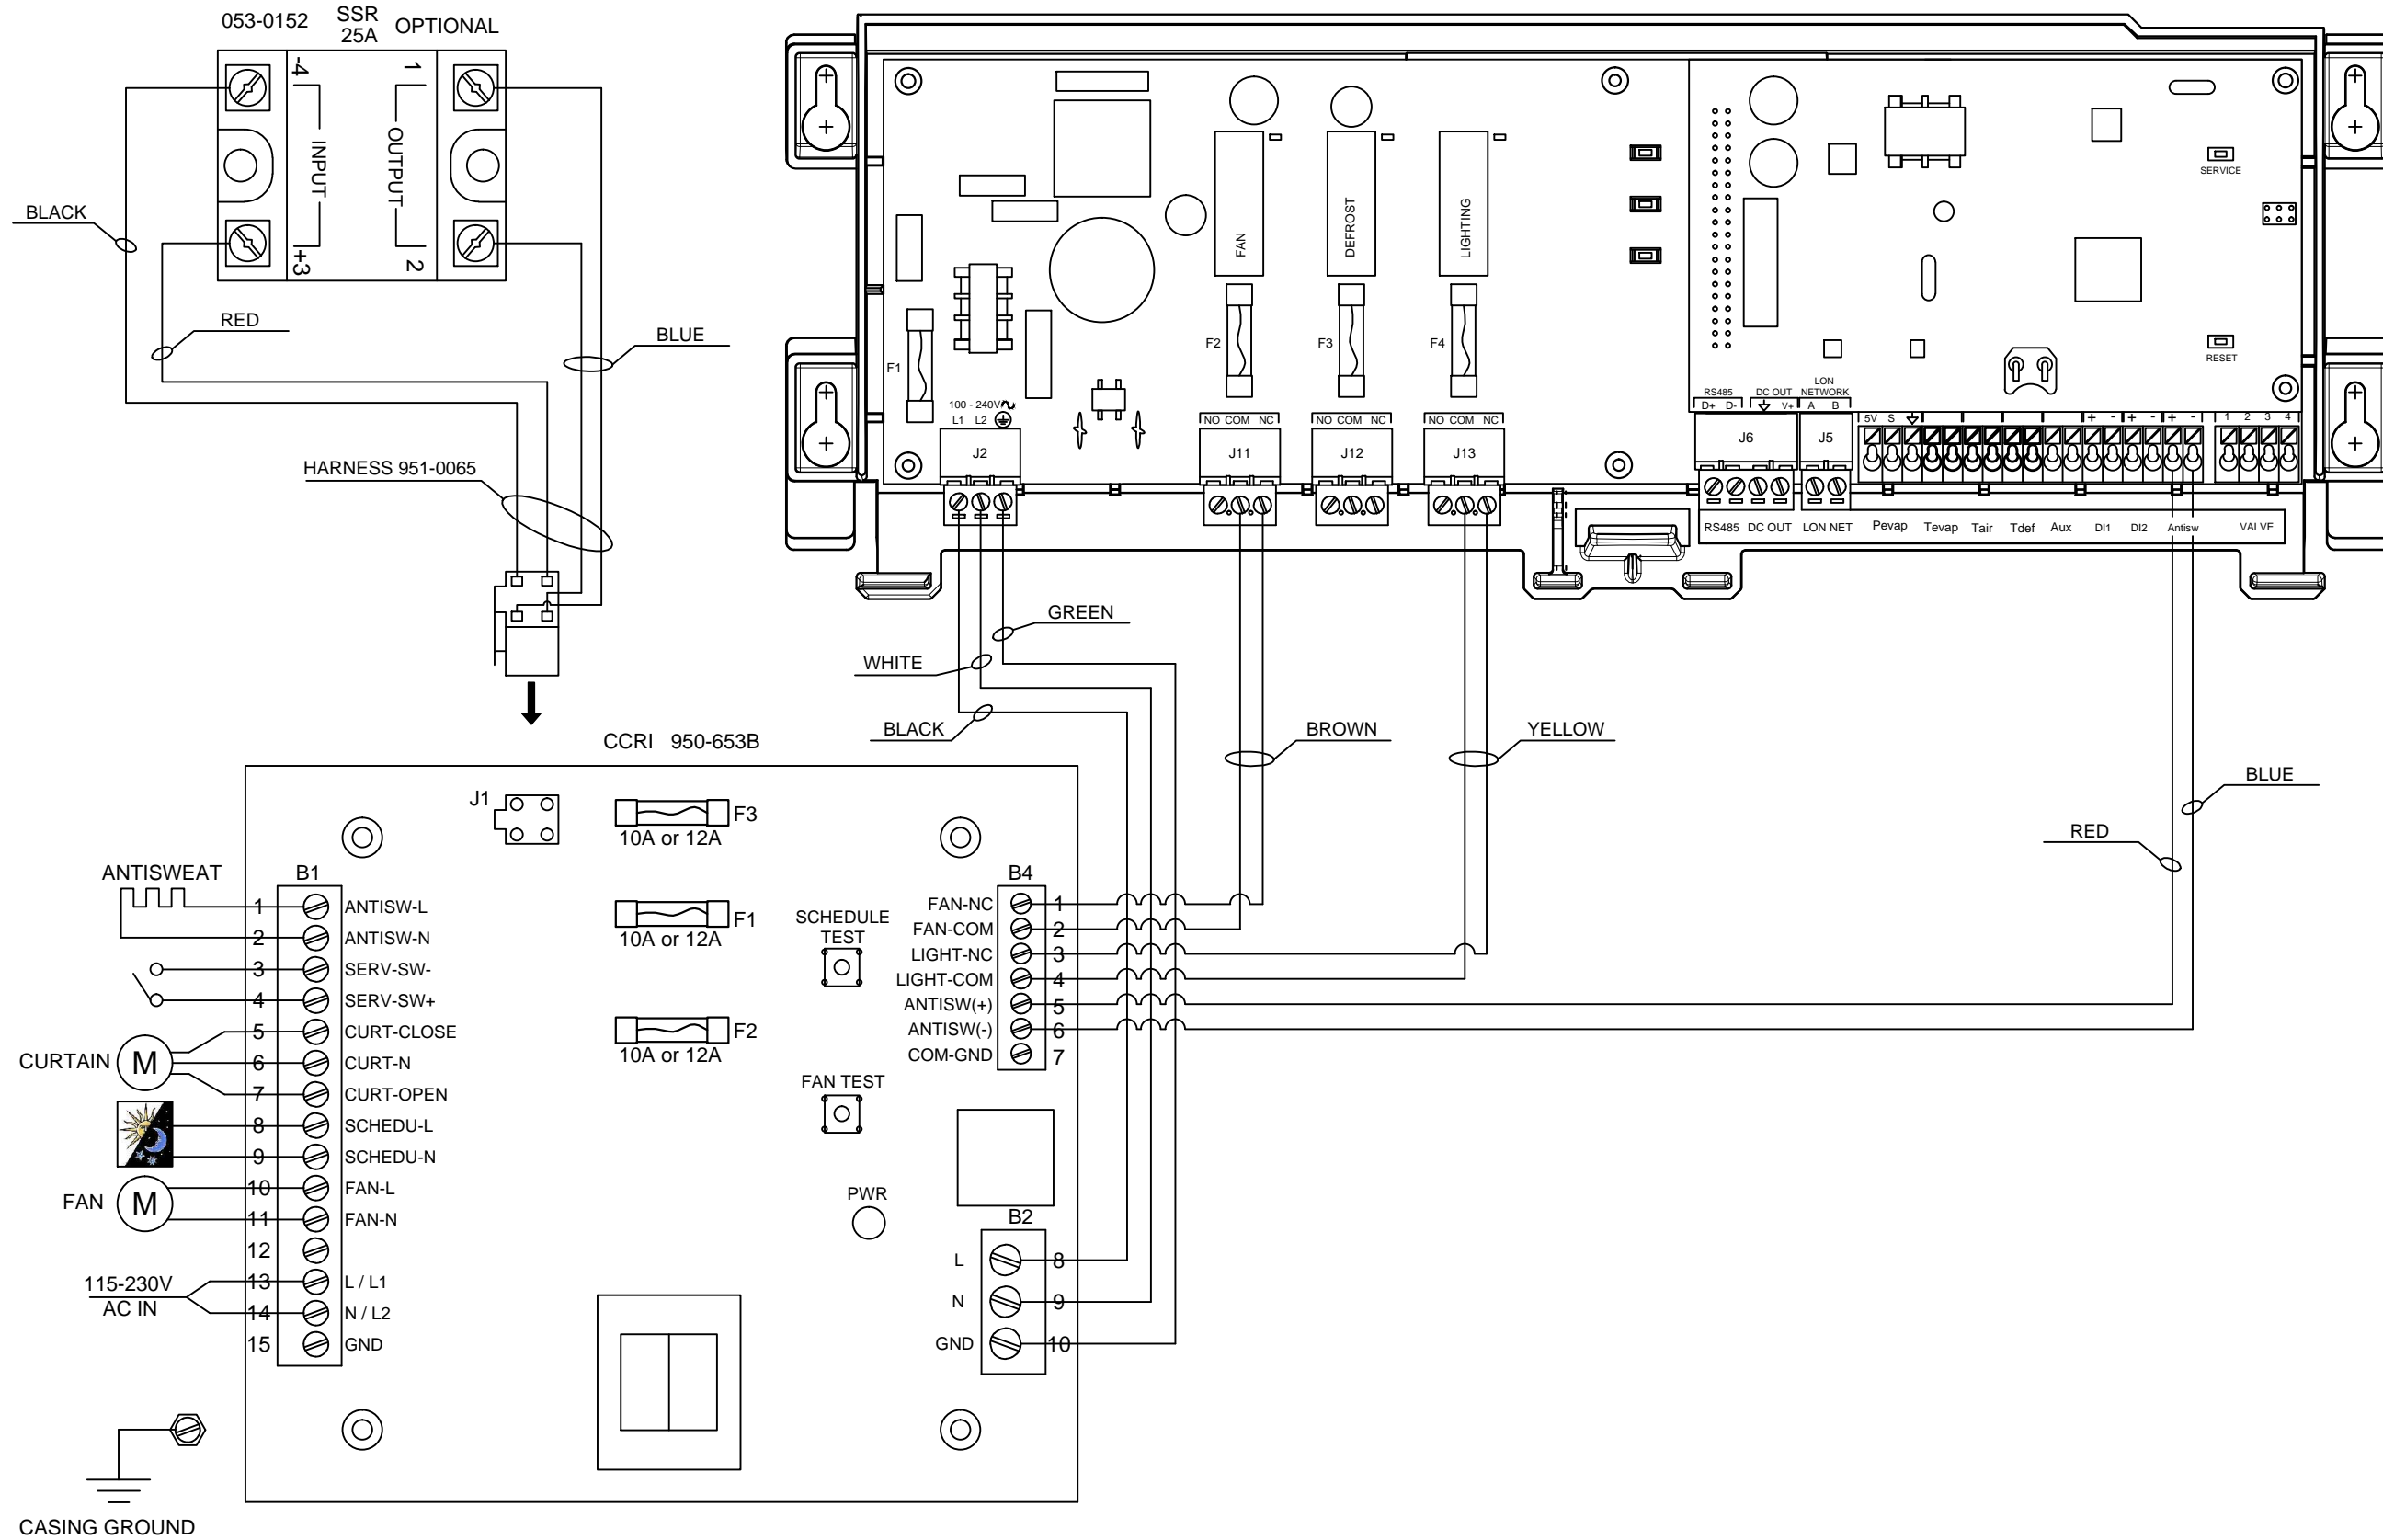 053-0152
SSR
25A
OPTIONAL
-4
1
INPUT
OUTPUT
+3
2
BLACK
RED
BLUE
HARNESS 951-0065
FAN
DEFROST
LIGHTING
SERVICE
RESET
F1
F2
F3
F4
100 - 240V
L1 L2
J2
NO COM NC
J11
NO COM NC
J12
NO COM NC
J13
RS485
D+ D-
DC OUT
V+
LON
NETWORK
A B
J6
J5
5V S
+ - + - + -
1 2 3 4
RS485 DC OUT LON NET Pevap Tevap Tair Tdef Aux DI1 DI2 Antisw VALVE
GREEN
WHITE
BLACK
BROWN
YELLOW
BLUE
RED
CCRI 950-653B
J1
F3
10A or 12A
F1
10A or 12A
F2
10A or 12A
SCHEDULE
TEST
FAN TEST
PWR
ANTISWEAT
B1
1 ANTISW-L
2 ANTISW-N
3 SERV-SW-
4 SERV-SW+
5 CURT-CLOSE
6 CURT-N
7 CURT-OPEN
8 SCHEDU-L
9 SCHEDU-N
10 FAN-L
11 FAN-N
12
13 L / L1
14 N / L2
15 GND
CURTAIN M
FAN M
115-230V
AC IN
B4
FAN-NC 1
FAN-COM 2
LIGHT-NC 3
LIGHT-COM 4
ANTISW(+) 5
ANTISW(-) 6
COM-GND 7
B2
L 8
N 9
GND 10
CASING GROUND